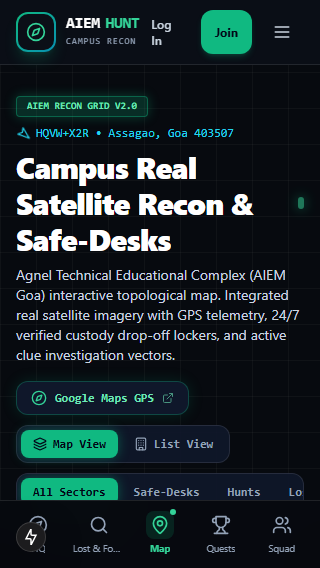 AIEM HUNT
CAMPUS RECON
Log
In
Join
AIEM RECON GRID V2.0
HQVW+X2R • Assagao, Goa 403507
Campus Real
Satellite Recon &
Safe-Desks
Agnel Technical Educational Complex (AIEM
Goa) interactive topological map. Integrated
real satellite imagery with GPS telemetry, 24/7
verified custody drop-off lockers, and active
clue investigation vectors.
Google Maps GPS
Map View
List View
All Sectors
Safe-Desks
Hunts
Lo
Lost & Fo...
Map
Quests
Squad